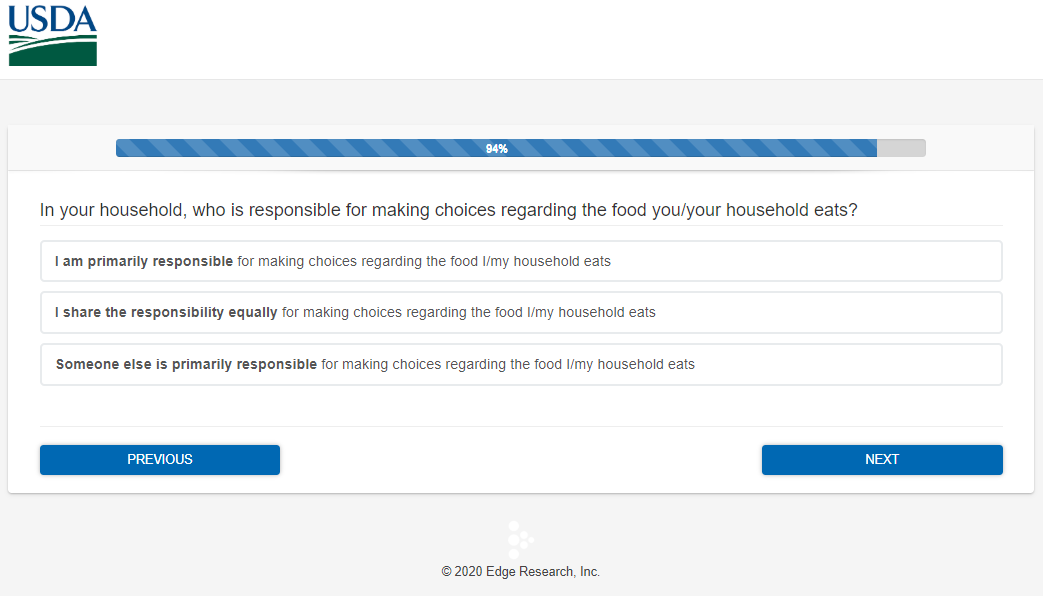 USDA
94%
In your household, who is responsible for making choices regarding the food you/your household eats?
I am primarily responsible for making choices regarding the food I/my household eats
I share the responsibility equally for making choices regarding the food I/my household eats
Someone else is primarily responsible for making choices regarding the food I/my household eats
PREVIOUS
NEXT
© 2020 Edge Research, Inc.